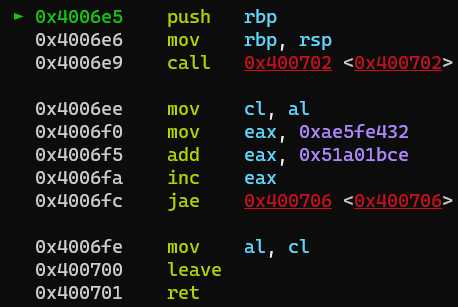 ► 0x4006e5 push rbp
0x4006e6 mov rbp, rsp
0x4006e9 call 0x400702 <0x400702>
0x4006ee mov cl, al
0x4006f0 mov eax, 0xae5fe432
0x4006f5 add eax, 0x51a01bce
0x4006fa inc eax
0x4006fc jae 0x400706 <0x400706>
0x4006fe mov al, cl
0x400700 leave
0x400701 ret